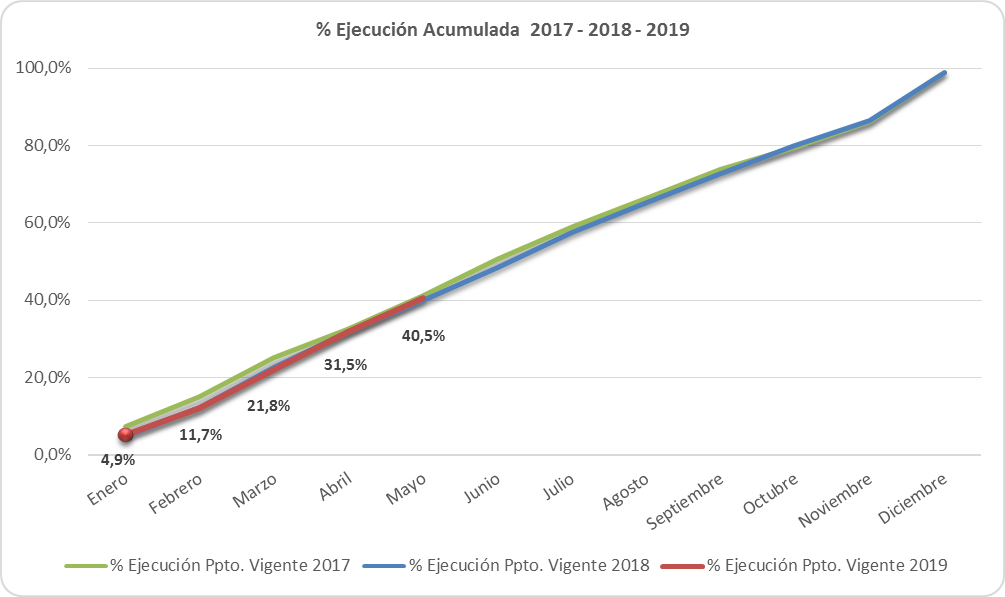 % Ejecución Acumulada 2017 - 2018 - 2019
100,0%
80,0%
60,0%
40,0%
20,0%
0,0%
4,9%
11,7%
21,8%
31,5%
40,5%
Enero
Febrero
Marzo
Abril
Mayo
Junio
Julio
Agosto
Septiembre
Octubre
Noviembre
Diciembre
% Ejecución Ppto. Vigente 2017
% Ejecución Ppto. Vigente 2018
% Ejecución Ppto. Vigente 2019